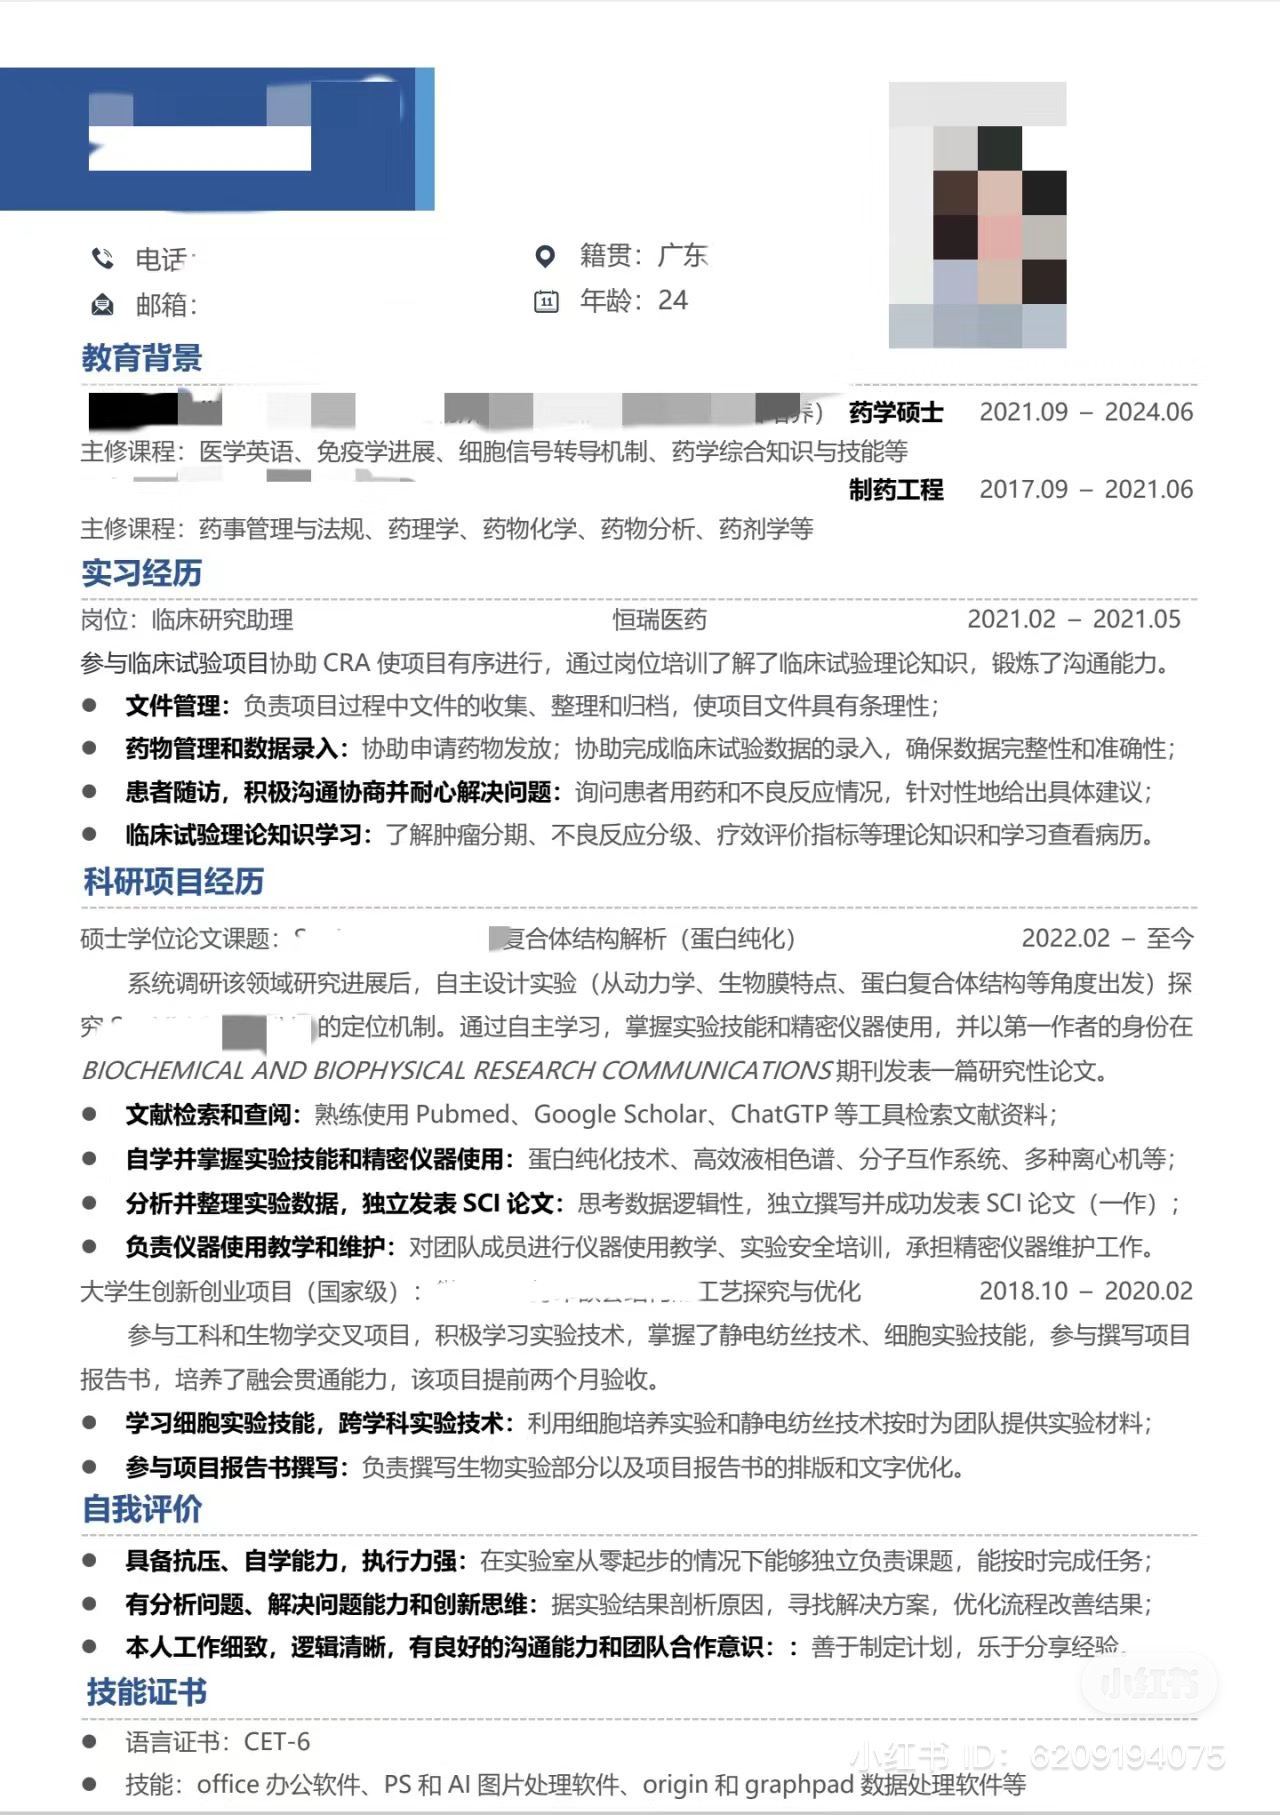 电话
籍贯：广东
邮箱：
年龄：24
教育背景
养） 药学硕士 2021.09 – 2024.06
主修课程：医学英语、免疫学进展、细胞信号转导机制、药学综合知识与技能等
制药工程 2017.09 – 2021.06
主修课程：药事管理与法规、药理学、药物化学、药物分析、药剂学等
实习经历
岗位：临床研究助理 恒瑞医药 2021.02 – 2021.05
参与临床试验项目协助 CRA 使项目有序进行，通过岗位培训了解了临床试验理论知识，锻炼了沟通能力。
● 文件管理：负责项目过程中文件的收集、整理和归档，使项目文件具有条理性；
● 药物管理和数据录入：协助申请药物发放；协助完成临床试验数据的录入，确保数据完整性和准确性；
● 患者随访，积极沟通协商并耐心解决问题：询问患者用药和不良反应情况，针对性地给出具体建议；
● 临床试验理论知识学习：了解肿瘤分期、不良反应分级、疗效评价指标等理论知识和学习查看病历。
科研项目经历
硕士学位论文课题： 复合体结构解析（蛋白纯化） 2022.02 – 至今
系统调研该领域研究进展后，自主设计实验（从动力学、生物膜特点、蛋白复合体结构等角度出发）探
究 的定位机制。通过自主学习，掌握实验技能和精密仪器使用，并以第一作者的身份在
BIOCHEMICAL AND BIOPHYSICAL RESEARCH COMMUNICATIONS 期刊发表一篇研究性论文。
● 文献检索和查阅：熟练使用 Pubmed、Google Scholar、ChatGTP 等工具检索文献资料；
● 自学并掌握实验技能和精密仪器使用：蛋白纯化技术、高效液相色谱、分子互作系统、多种离心机等；
● 分析并整理实验数据，独立发表 SCI 论文：思考数据逻辑性，独立撰写并成功发表 SCI 论文（一作）；
● 负责仪器使用教学和维护：对团队成员进行仪器使用教学、实验安全培训，承担精密仪器维护工作。
大学生创新创业项目（国家级）： 工艺探究与优化 2018.10 – 2020.02
参与工科和生物学交叉项目，积极学习实验技术，掌握了静电纺丝技术、细胞实验技能，参与撰写项目
报告书，培养了融会贯通能力，该项目提前两个月验收。
● 学习细胞实验技能，跨学科实验技术：利用细胞培养实验和静电纺丝技术按时为团队提供实验材料；
● 参与项目报告书撰写：负责撰写生物实验部分以及项目报告书的排版和文字优化。
自我评价
● 具备抗压、自学能力，执行力强：在实验室从零起步的情况下能够独立负责课题，能按时完成任务；
● 有分析问题、解决问题能力和创新思维：据实验结果剖析原因，寻找解决方案，优化流程改善结果；
● 本人工作细致，逻辑清晰，有良好的沟通能力和团队合作意识：：善于制定计划，乐于分享经验。
技能证书
● 语言证书：CET-6
● 技能：office 办公软件、PS 和 AI 图片处理软件、origin 和 graphpad 数据处理软件等
小红书
小红书 ID：6209194075